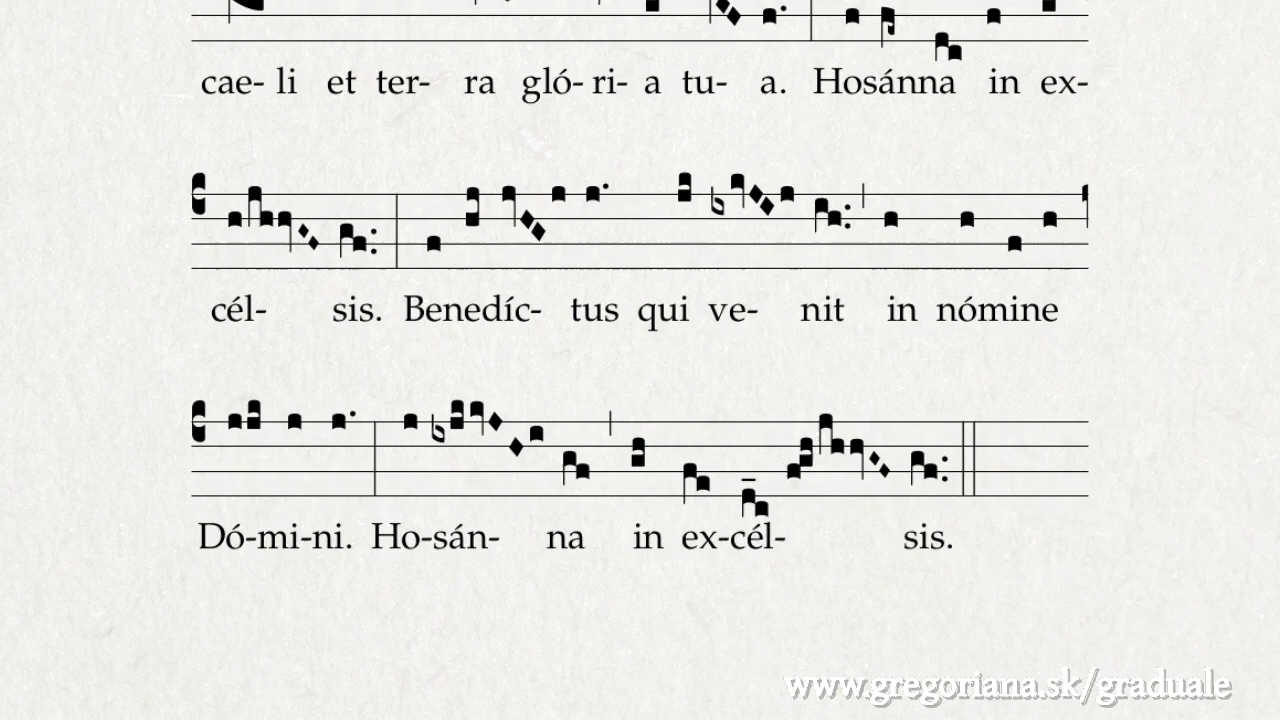 cae- li et ter- ra gló- ri- a tu- a. Hosánna in ex-
cél- sis. Benedíc- tus qui ve- nit in nómine
Dó-mi-ni. Ho-sán- na in ex-cél- sis.
www.gregoriana.sk/graduale